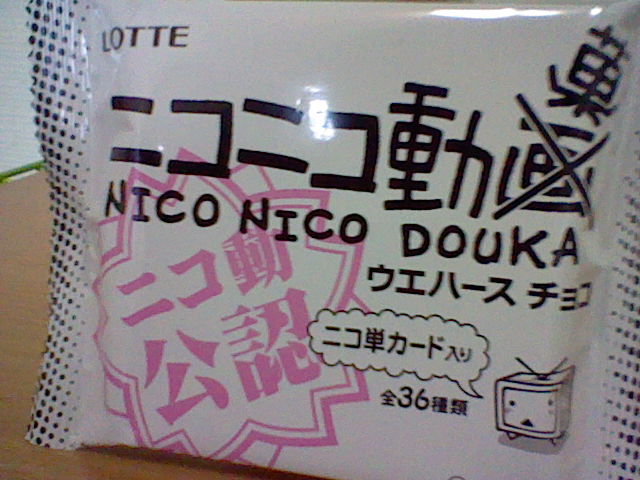 LOTTE
ニコニコ動画菓
NICO NICO DOUKA
ウエハース チョコ
ニコ動
公認
ニコ単カード入り
全36種類